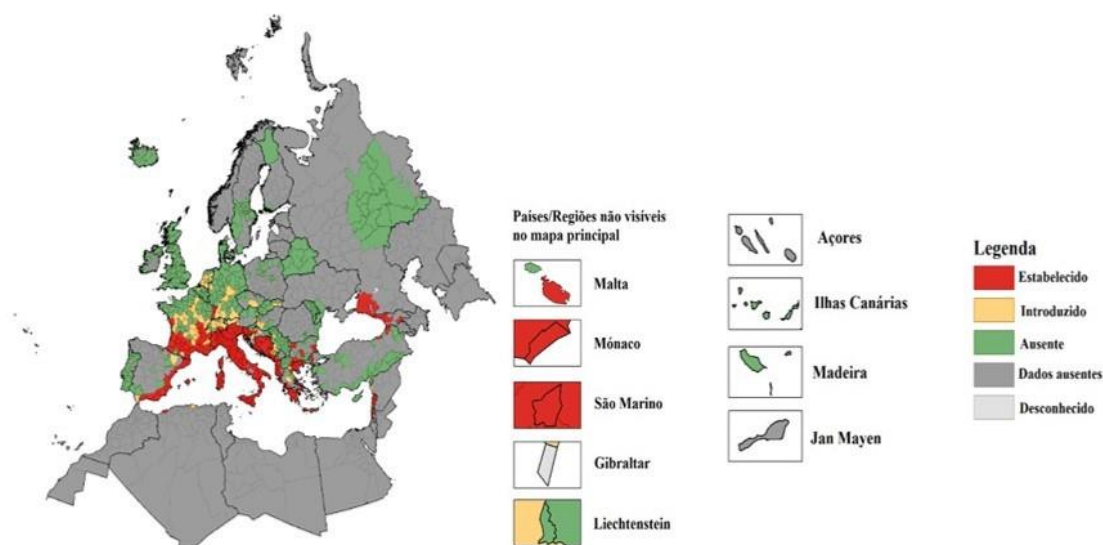 Países/Regiões não visíveis
no mapa principal
Malta
Mónaco
São Marino
Gibraltar
Liechtenstein
Açores
Ilhas Canárias
Madeira
Jan Mayen
Legenda
Estabelecido
Introduzido
Ausente
Dados ausentes
Desconhecido